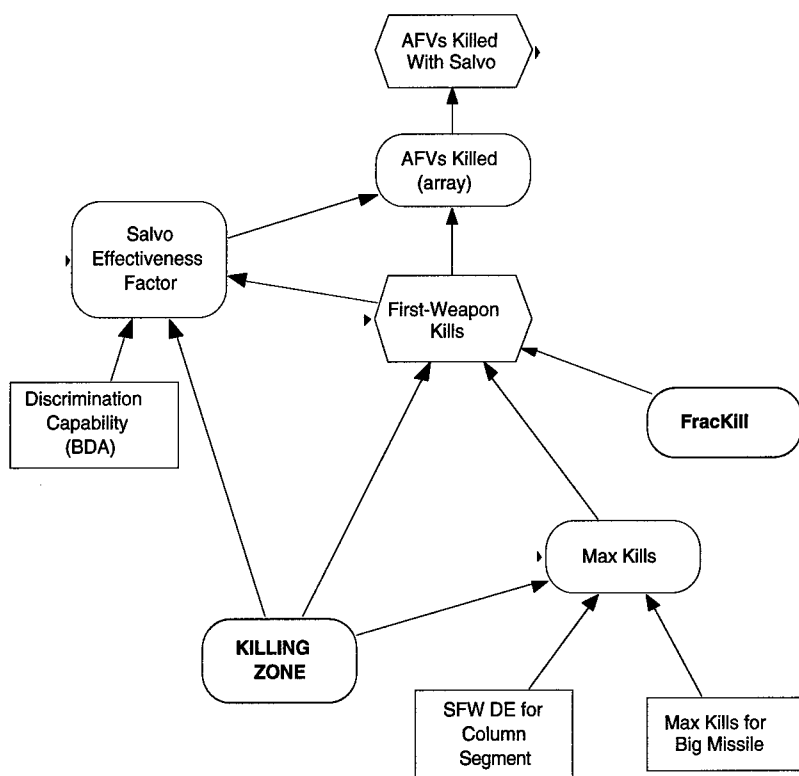 AFVs Killed
With Salvo
AFVs Killed
(array)
Salvo
Effectiveness
Factor
First-Weapon
Kills
Discrimination
Capability
(BDA)
FracKill
Max Kills
KILLING
ZONE
SFW DE for
Column
Segment
Max Kills for
Big Missile